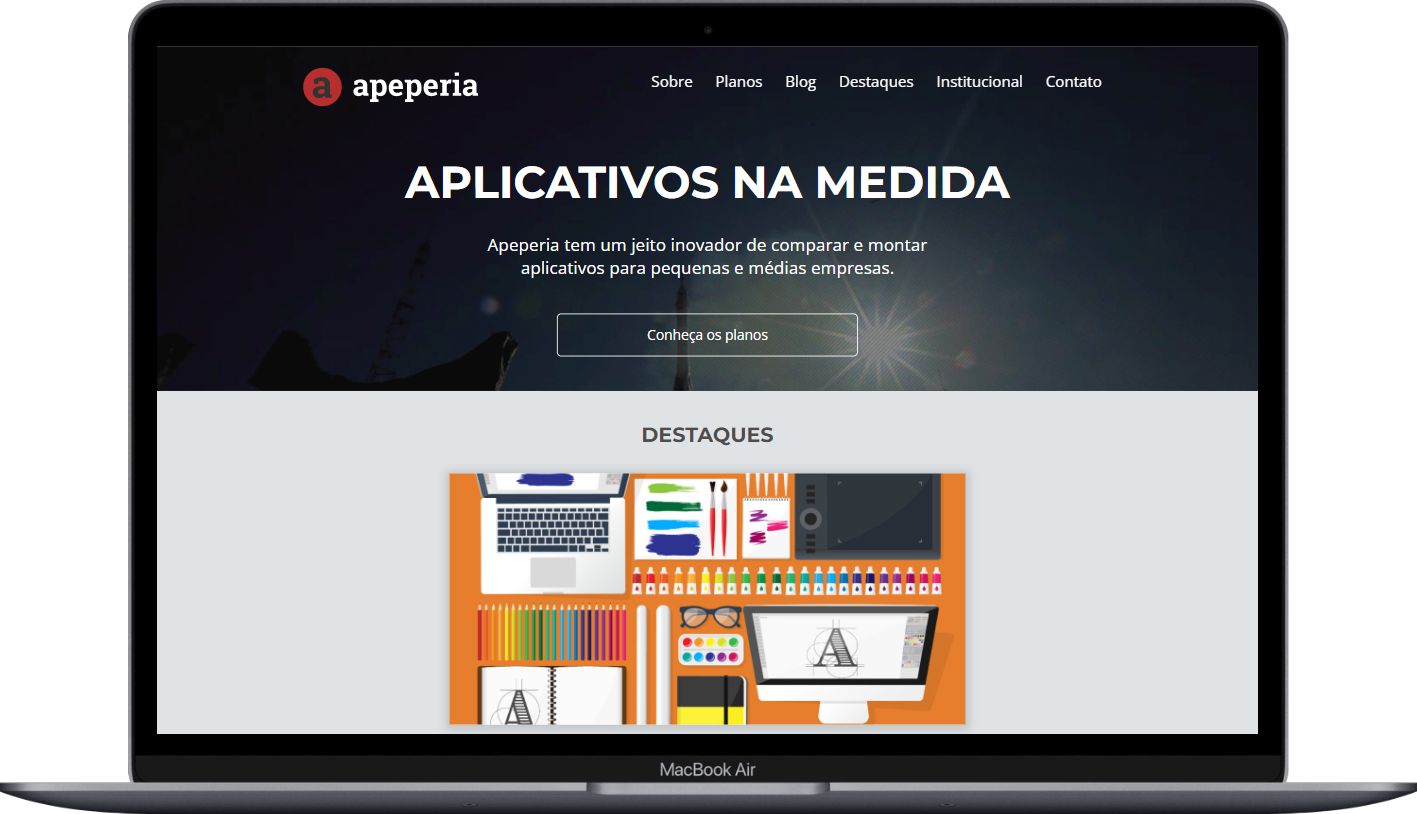 a apeperia
Sobre Planos Blog Destaques Institucional Contato
APLICATIVOS NA MEDIDA
Apeperia tem um jeito inovador de comparar e montar
aplicativos para pequenas e médias empresas.
Conheça os planos
DESTAQUES
A
A
MacBook Air